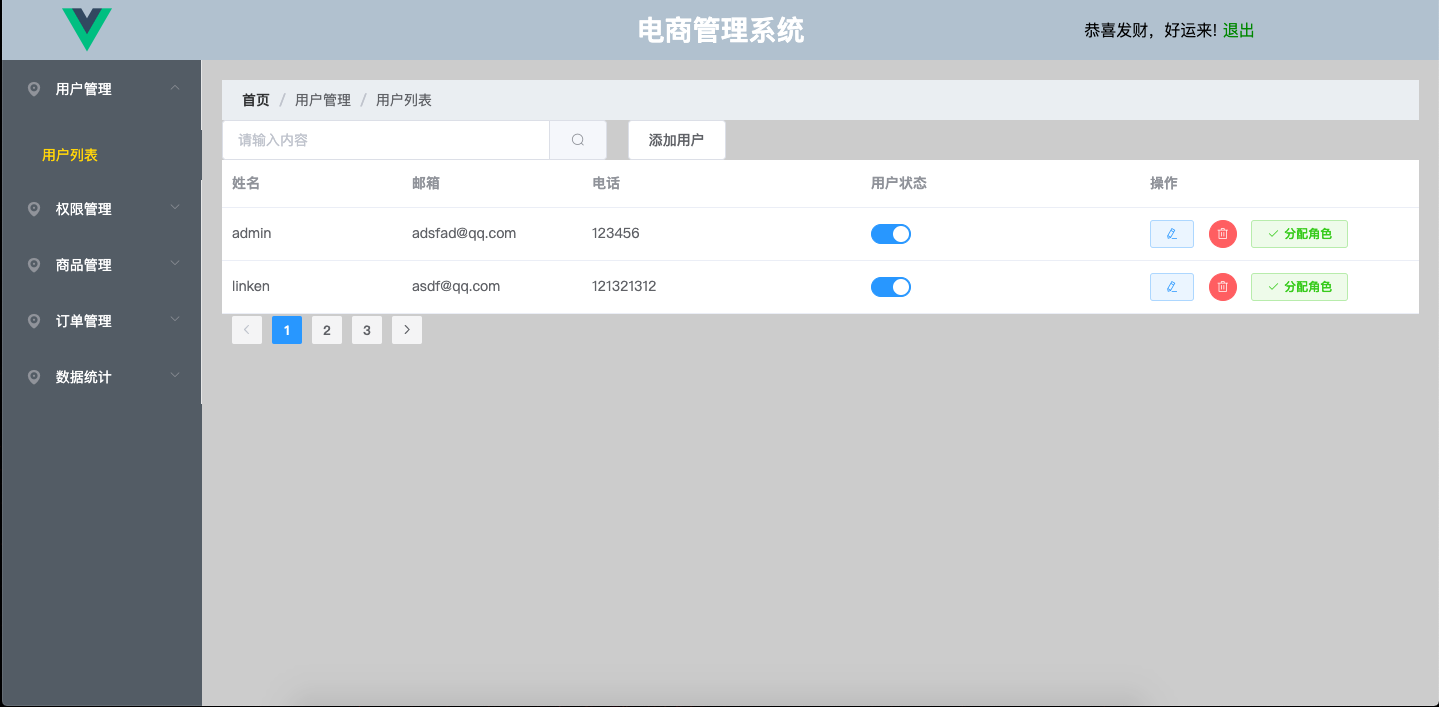 电商管理系统
恭喜发财，好运来! 退出
用户管理
用户列表
权限管理
商品管理
订单管理
数据统计
首页 / 用户管理 / 用户列表
请输入内容
添加用户
姓名 邮箱 电话 用户状态 操作
admin adsfad@qq.com 123456 分配角色
linken asdf@qq.com 121321312 分配角色
1 2 3